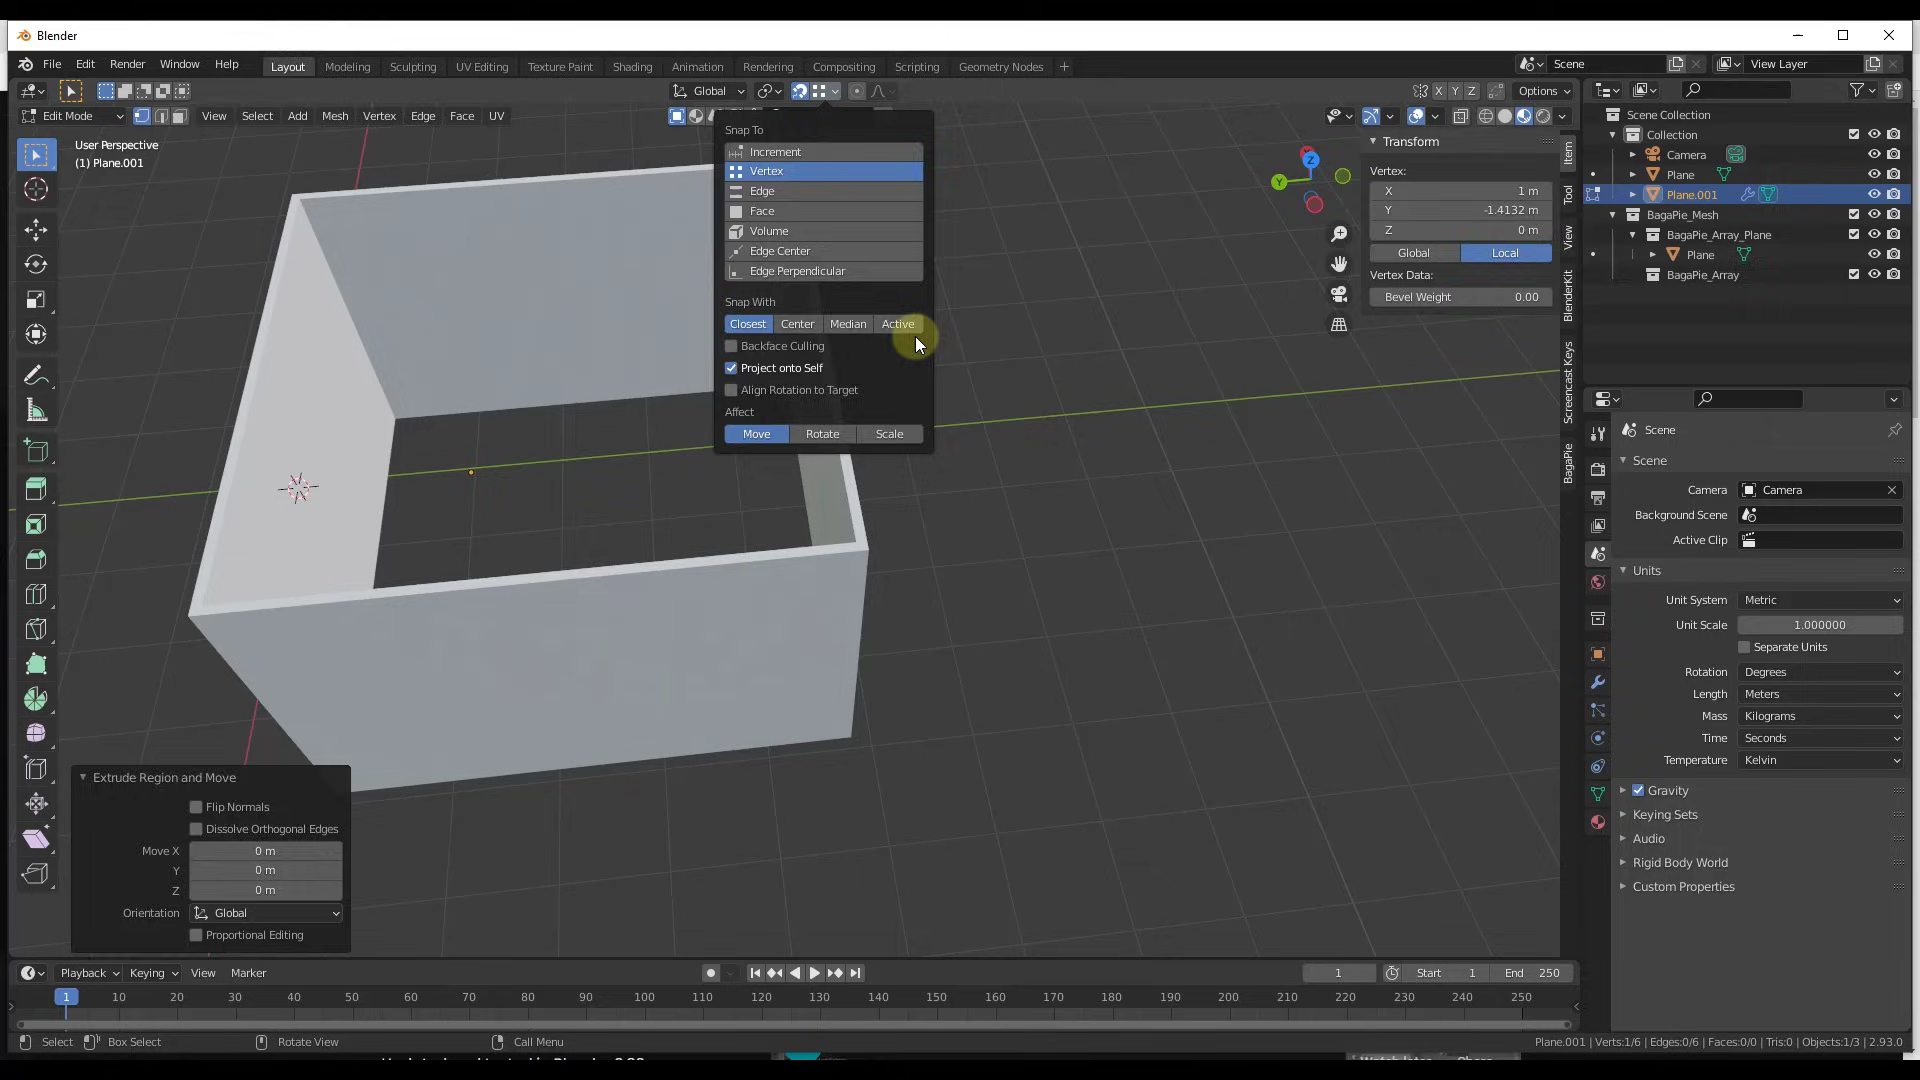 Blender
File Edit Render Window Help
Layout Modeling Sculpting UV Editing Texture Paint Shading Animation Rendering Compositing Scripting Geometry Nodes +
Scene
View Layer
Global
X Y Z
Options
Edit Mode
View Select Add Mesh Vertex Edge Face UV
User Perspective
(1) Plane.001
Snap To
Increment
Vertex
Edge
Face
Volume
Edge Center
Edge Perpendicular
Snap With
Closest Center Median Active
Backface Culling
Project onto Self
Align Rotation to Target
Affect
Move Rotate Scale
Z
Y
Transform
Vertex:
X 1 m
Y -1.4132 m
Z 0 m
Global Local
Vertex Data:
Bevel Weight 0.00
Item
Tool
View
BlenderKit
Screencast Keys
BagaPie
Scene Collection
Collection
Camera
Plane
Plane.001
BagaPie_Mesh
BagaPie_Array_Plane
Plane
BagaPie_Array
Scene
Scene
Camera Camera
Background Scene
Active Clip
Units
Unit System Metric
Unit Scale 1.000000
Separate Units
Rotation Degrees
Length Meters
Mass Kilograms
Time Seconds
Temperature Kelvin
Gravity
Keying Sets
Audio
Rigid Body World
Custom Properties
Extrude Region and Move
Flip Normals
Dissolve Orthogonal Edges
Move X 0 m
Y 0 m
Z 0 m
Orientation Global
Proportional Editing
Playback Keying View Marker
1
Start 1
End 250
1 10 20 30 40 50 60 70 80 90 100 110 120 130 140 150 160 170 180 190 200 210 220 230 240 250
Select Box Select Rotate View Call Menu
Plane.001 | Verts:1/6 | Edges:0/6 | Faces:0/0 | Tris:0 | Objects:1/3 | 2.93.0